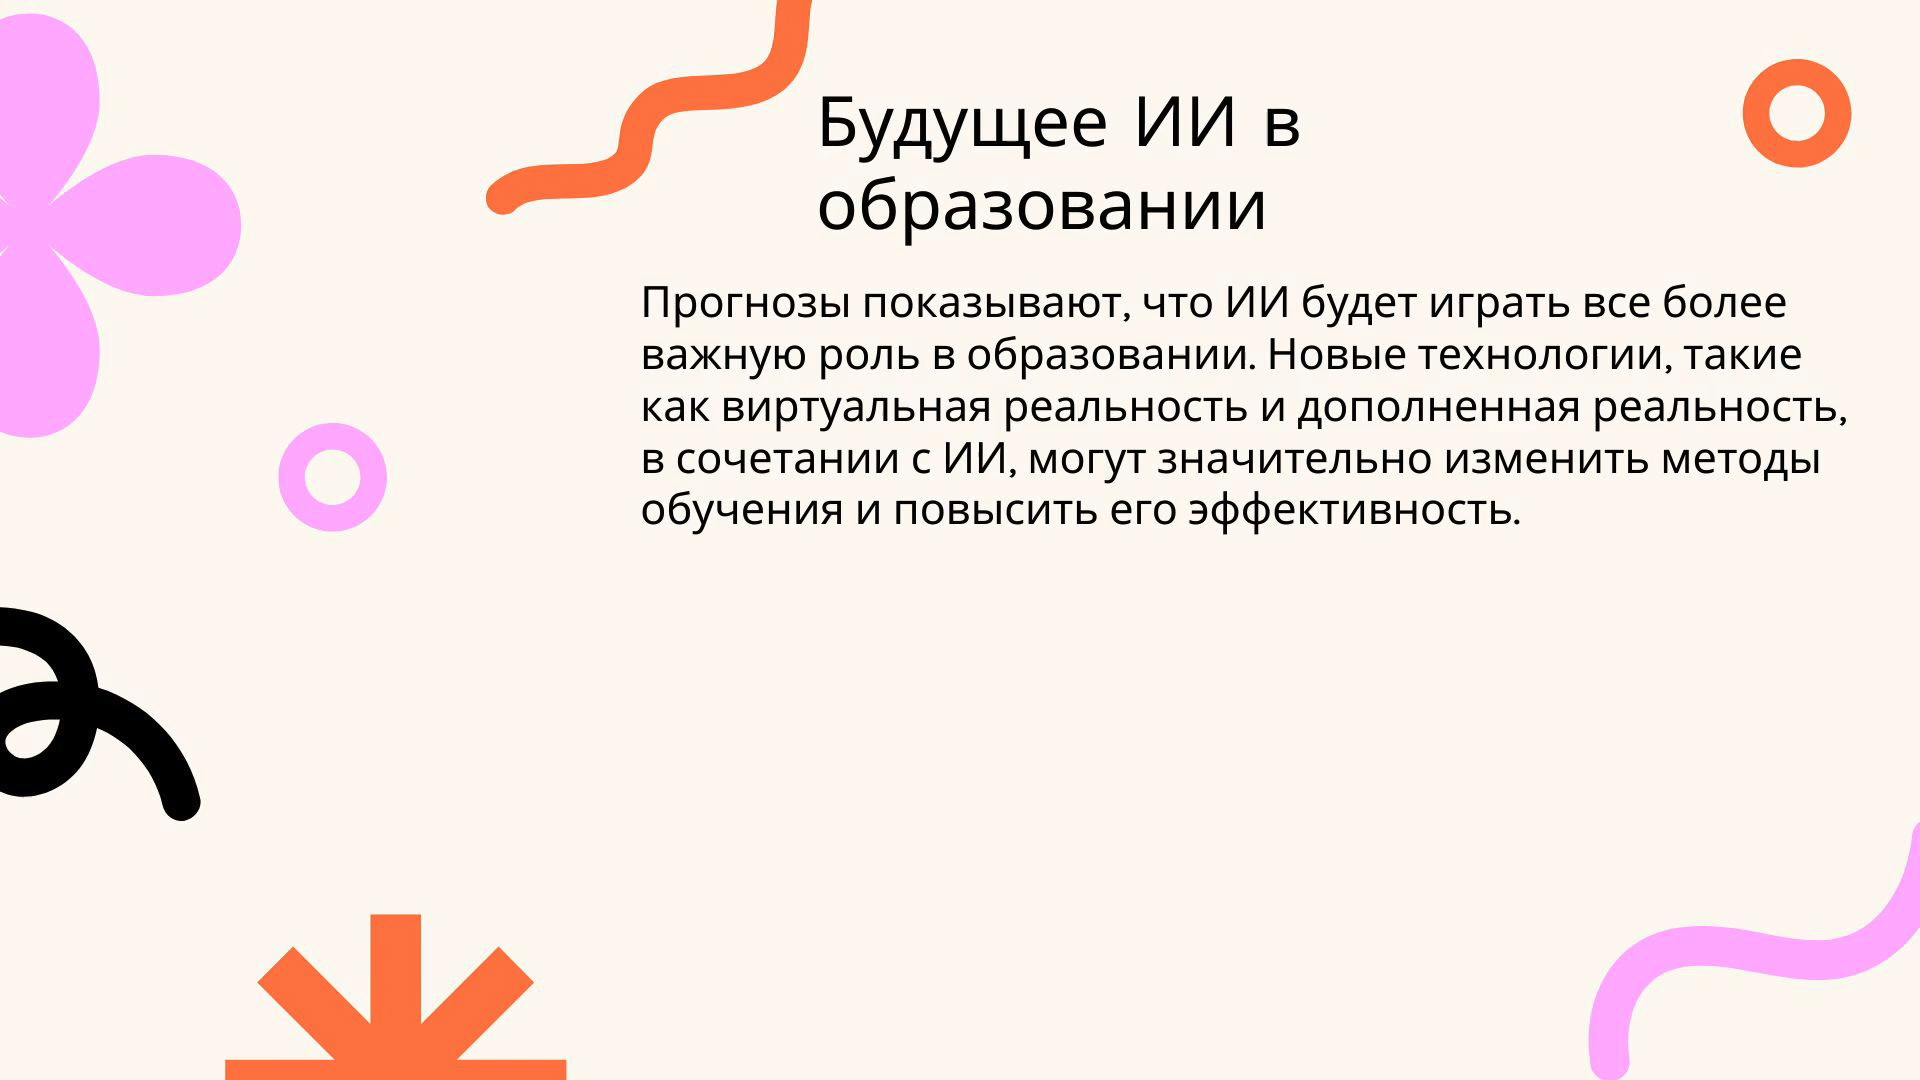 Будущее ИИ в
образовании
Прогнозы показывают, что ИИ будет играть все более
важную роль в образовании. Новые технологии, такие
как виртуальная реальность и дополненная реальность,
в сочетании с ИИ, могут значительно изменить методы
обучения и повысить его эффективность.